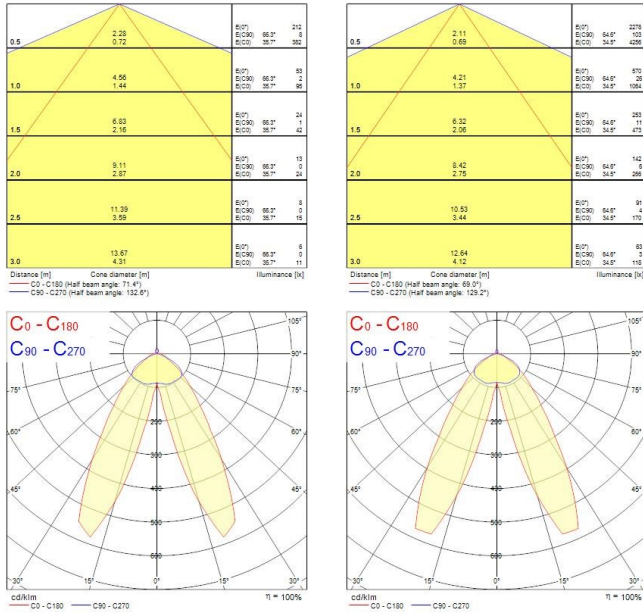 E(0°) 212
2.28 E(C90) 66.3° 8
0.5 0.72 E(C0) 35.7° 382
E(0°) 53
4.56 E(C90) 66.3° 2
1.0 1.44 E(C0) 35.7° 95
E(0°) 24
6.83 E(C90) 66.3° 1
1.5 2.16 E(C0) 35.7° 42
E(0°) 13
9.11 E(C90) 66.3° 0
2.0 2.87 E(C0) 35.7° 24
E(0°) 8
11.39 E(C90) 66.3° 0
2.5 3.59 E(C0) 35.7° 15
E(0°) 6
13.67 E(C90) 66.3° 0
3.0 4.31 E(C0) 35.7° 11
Distance [m] Cone diameter [m] Illuminance [lx]
C0 - C180 (Half beam angle: 71.4°)
C90 - C270 (Half beam angle: 132.6°)
E(0°) 2278
2.11 E(C90) 64.6° 103
0.5 0.69 E(C0) 34.5° 4256
E(0°) 570
4.21 E(C90) 64.6° 26
1.0 1.37 E(C0) 34.5° 1064
E(0°) 253
6.32 E(C90) 64.6° 11
1.5 2.06 E(C0) 34.5° 473
E(0°) 142
8.42 E(C90) 64.6° 6
2.0 2.75 E(C0) 34.5° 266
E(0°) 91
10.53 E(C90) 64.6° 4
2.5 3.44 E(C0) 34.5° 170
E(0°) 63
12.64 E(C90) 64.6° 3
3.0 4.12 E(C0) 34.5° 118
Distance [m] Cone diameter [m] Illuminance [lx]
C0 - C180 (Half beam angle: 69.0°)
C90 - C270 (Half beam angle: 129.2°)
C0 - C180
C90 - C270
105°
90°
75° 75°
60° 60°
45° 45°
200
300
400
500
600
30° 15° 0° 15° 30°
cd/klm η = 100%
C0 - C180 C90 - C270
C0 - C180
C90 - C270
105°
90°
75° 75°
60° 60°
45° 45°
200
300
400
500
600
30° 15° 0° 15° 30°
cd/klm η = 100%
C0 - C180 C90 - C270